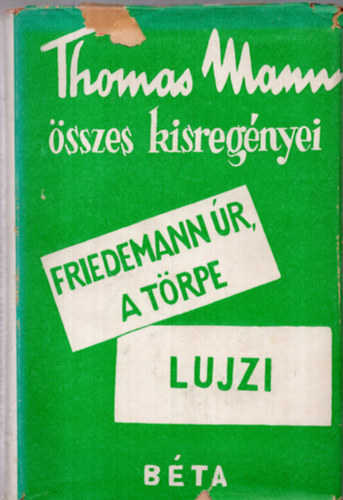 Thomas Mann
összes kisregényei
FRIEDEMANN ÚR,
A TÖRPE
LUJZI
BÉTA